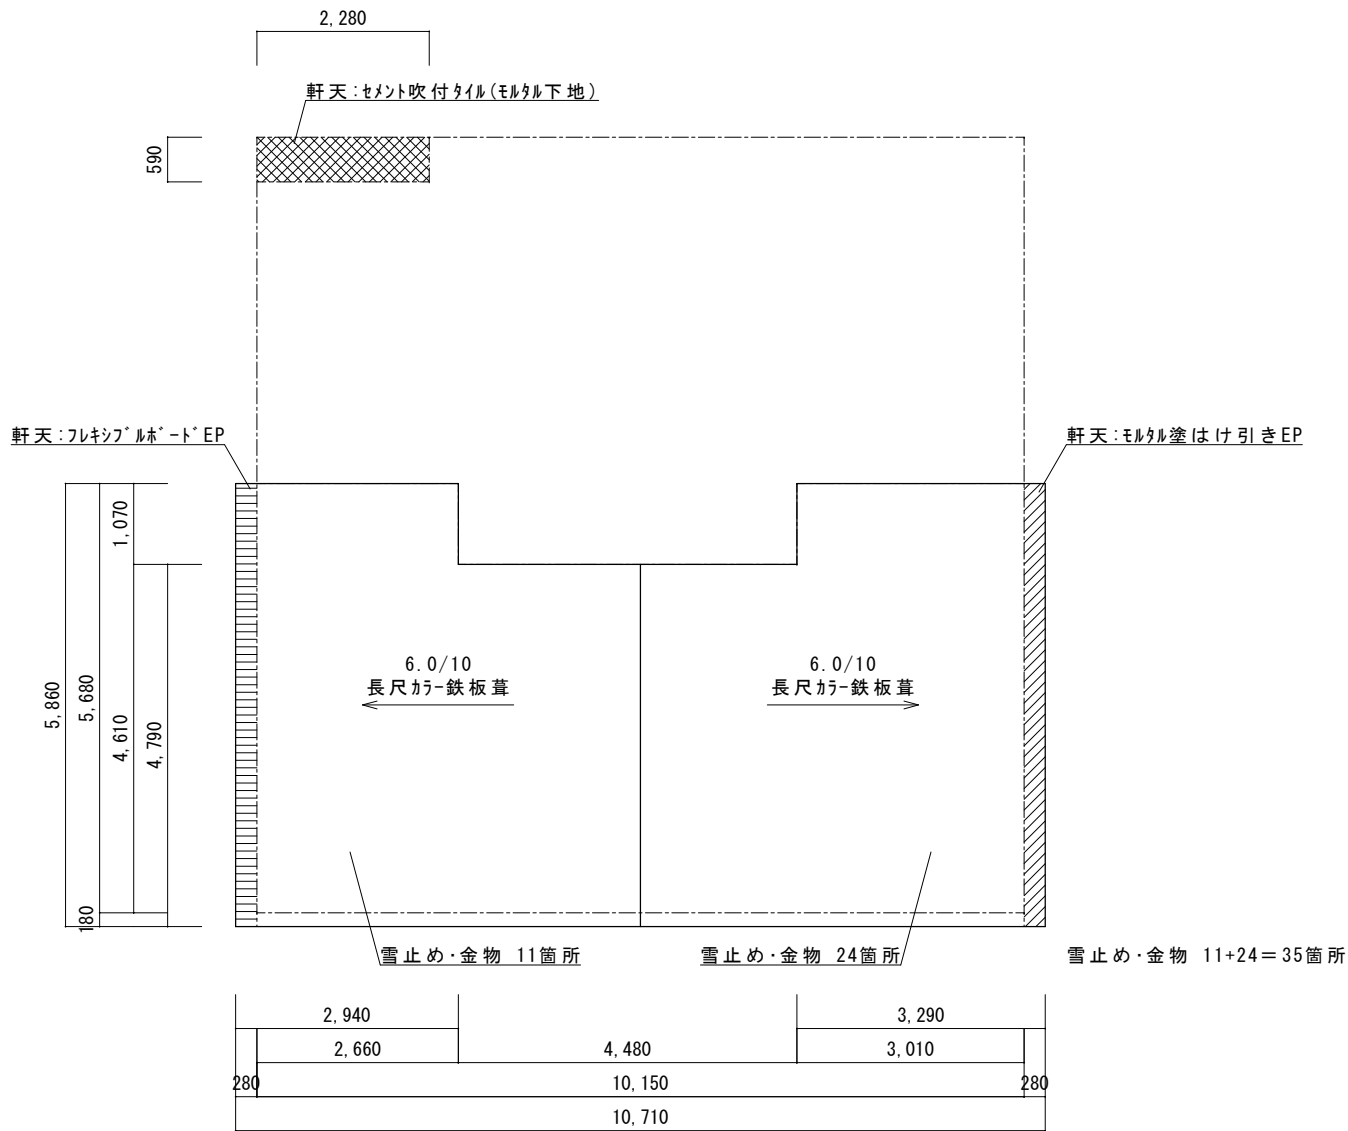 2,280
軒天:ｾﾒﾝﾄ吹付ﾀｲﾙ(ﾓﾙﾀﾙ下地)
590
軒天:ﾌﾚｷｼﾌﾞﾙﾎﾞｰﾄﾞEP
軒天:ﾓﾙﾀﾙ塗はけ引きEP
1,070
5,860
5,680
4,610
4,790
180
6.0/10
長尺ｶﾗｰ鉄板葺
6.0/10
長尺ｶﾗｰ鉄板葺
雪止め･金物 11箇所
雪止め･金物 24箇所
雪止め･金物 11+24＝35箇所
2,940
3,290
2,660
4,480
3,010
280
10,150
280
10,710